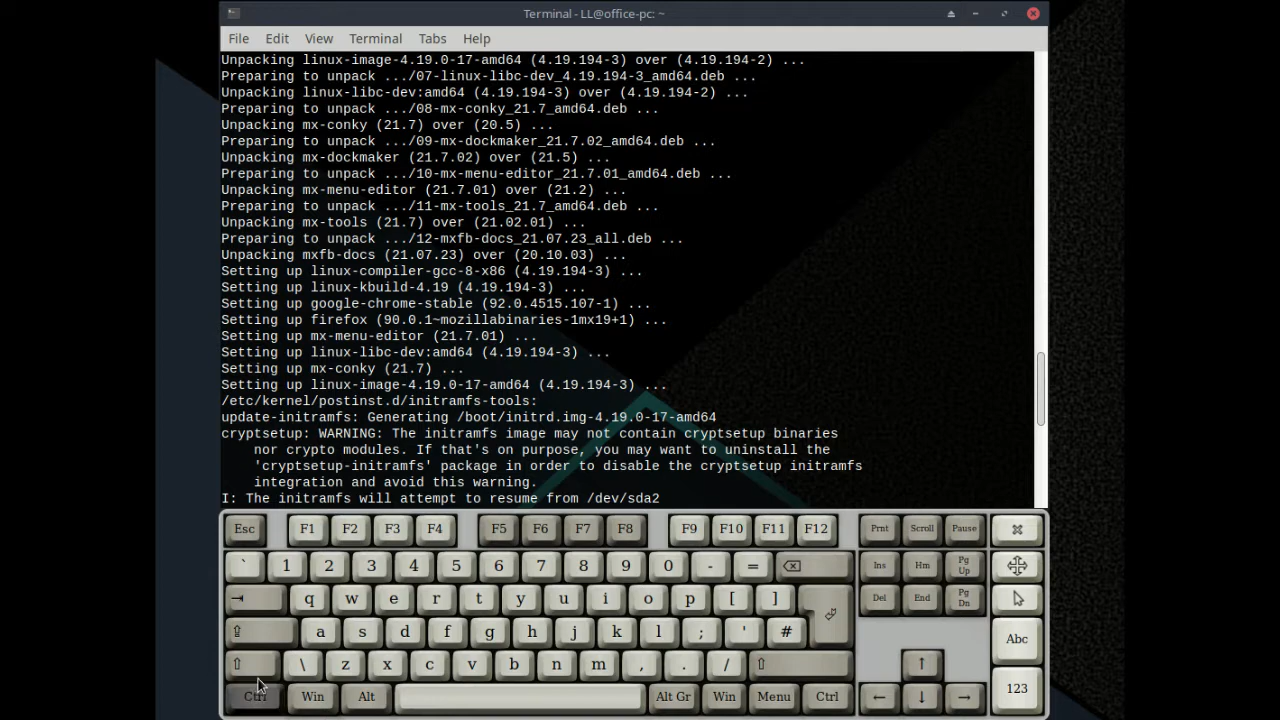 Terminal - LL@office-pc: ~
File Edit View Terminal Tabs Help
Unpacking linux-image-4.19.0-17-amd64 (4.19.194-3) over (4.19.194-2) ...
Preparing to unpack .../07-linux-libc-dev_4.19.194-3_amd64.deb ...
Unpacking linux-libc-dev:amd64 (4.19.194-3) over (4.19.194-2) ...
Preparing to unpack .../08-mx-conky_21.7_amd64.deb ...
Unpacking mx-conky (21.7) over (20.5) ...
Preparing to unpack .../09-mx-dockmaker_21.7.02_amd64.deb ...
Unpacking mx-dockmaker (21.7.02) over (21.5) ...
Preparing to unpack .../10-mx-menu-editor_21.7.01_amd64.deb ...
Unpacking mx-menu-editor (21.7.01) over (21.2) ...
Preparing to unpack .../11-mx-tools_21.7_amd64.deb ...
Unpacking mx-tools (21.7) over (21.02.01) ...
Preparing to unpack .../12-mxfb-docs_21.07.23_all.deb ...
Unpacking mxfb-docs (21.07.23) over (20.10.03) ...
Setting up linux-compiler-gcc-8-x86 (4.19.194-3) ...
Setting up linux-kbuild-4.19 (4.19.194-3) ...
Setting up google-chrome-stable (92.0.4515.107-1) ...
Setting up firefox (90.0.1~mozillabinaries-1mx19+1) ...
Setting up mx-menu-editor (21.7.01) ...
Setting up linux-libc-dev:amd64 (4.19.194-3) ...
Setting up mx-conky (21.7) ...
Setting up linux-image-4.19.0-17-amd64 (4.19.194-3) ...
/etc/kernel/postinst.d/initramfs-tools:
update-initramfs: Generating /boot/initrd.img-4.19.0-17-amd64
cryptsetup: WARNING: The initramfs image may not contain cryptsetup binaries
    nor crypto modules. If that's on purpose, you may want to uninstall the
    'cryptsetup-initramfs' package in order to disable the cryptsetup initramfs
    integration and avoid this warning.
I: The initramfs will attempt to resume from /dev/sda2
Esc F1 F2 F3 F4 F5 F6 F7 F8 F9 F10 F11 F12 Prnt Scroll Pause
` 1 2 3 4 5 6 7 8 9 0 - = Ins Hm Pg Up
q w e r t y u i o p [ ] Del End Pg Dn
a s d f g h j k l ; ' # Abc
\ z x c v b n m , . / ↑
Ctrl Win Alt Alt Gr Win Menu Ctrl ← ↓ → 123